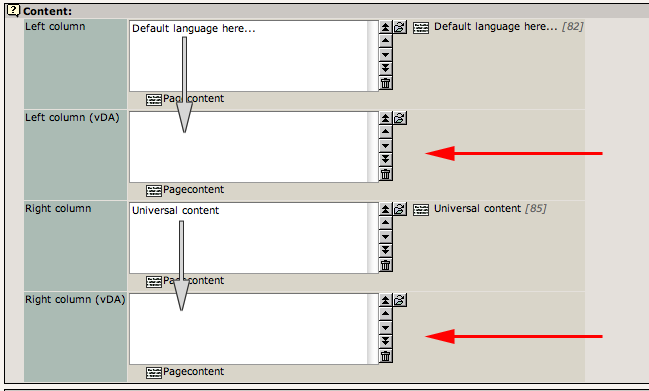 Content:
Left column
Default language here...
Default language here... [82]
Pagecontent
Left column (vDA)
Pagecontent
Right column
Universal content
Universal content [85]
Pagecontent
Right column (vDA)
Pagecontent